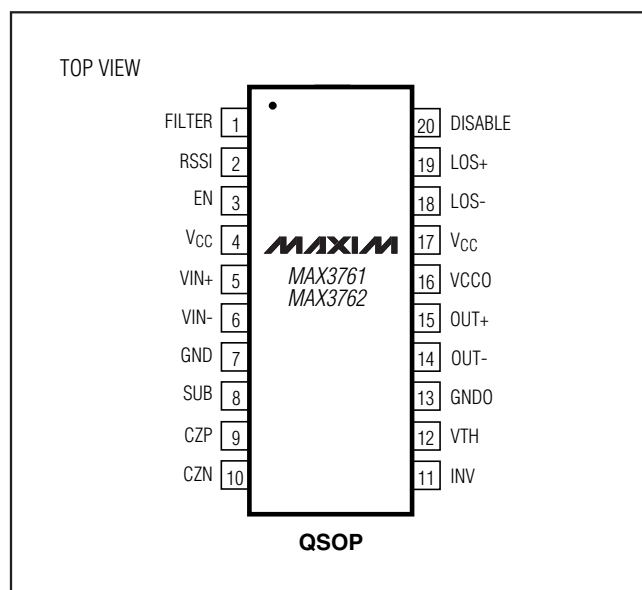 TOP VIEW
FILTER 1
RSSI 2
EN 3
VCC 4
VIN+ 5
VIN- 6
GND 7
SUB 8
CZP 9
CZN 10
MAXIM
MAX3761
MAX3762
20 DISABLE
19 LOS+
18 LOS-
17 VCC
16 VCCO
15 OUT+
14 OUT-
13 GNDO
12 VTH
11 INV
QSOP